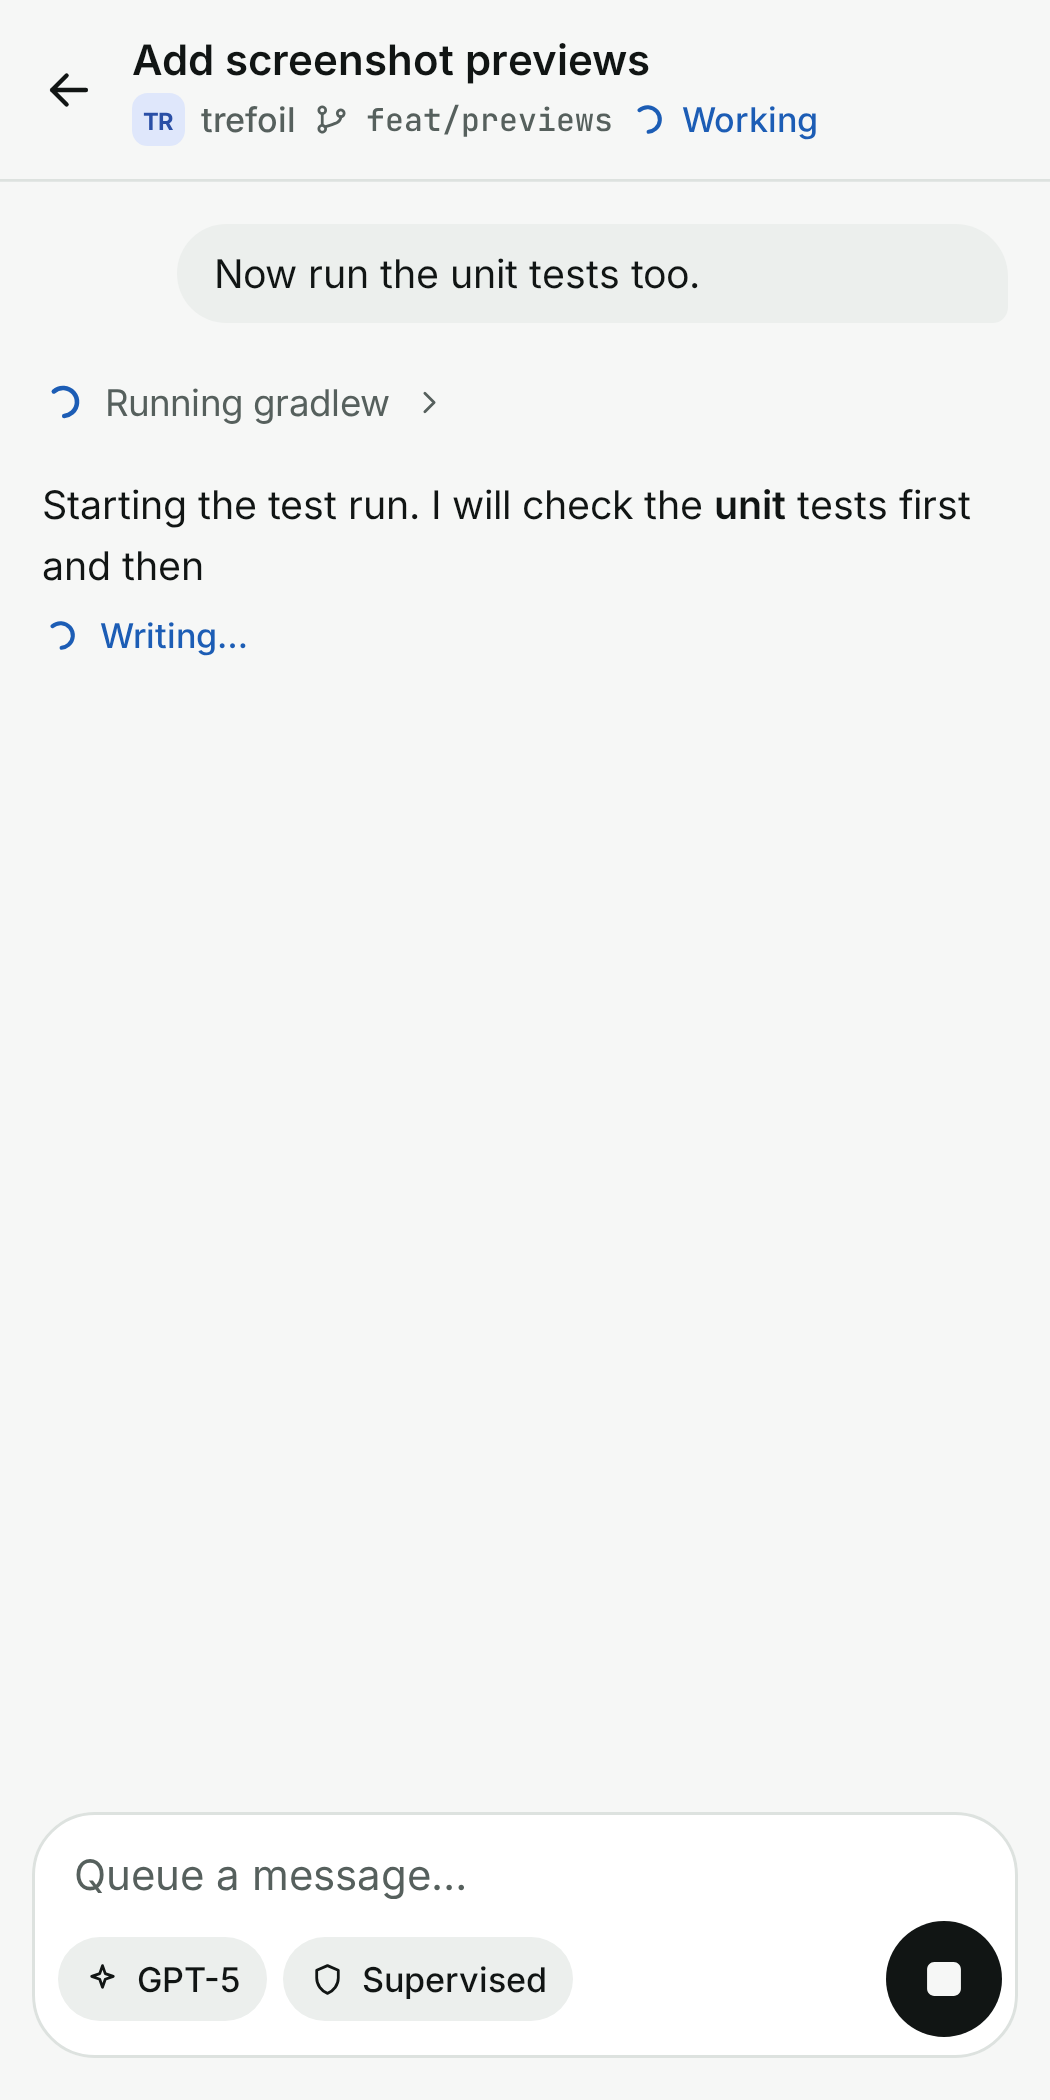 Add screenshot previews
TR trefoil feat/previews Working
Now run the unit tests too.
Running gradlew
Starting the test run. I will check the unit tests first
and then
Writing...
Queue a message...
GPT-5 Supervised